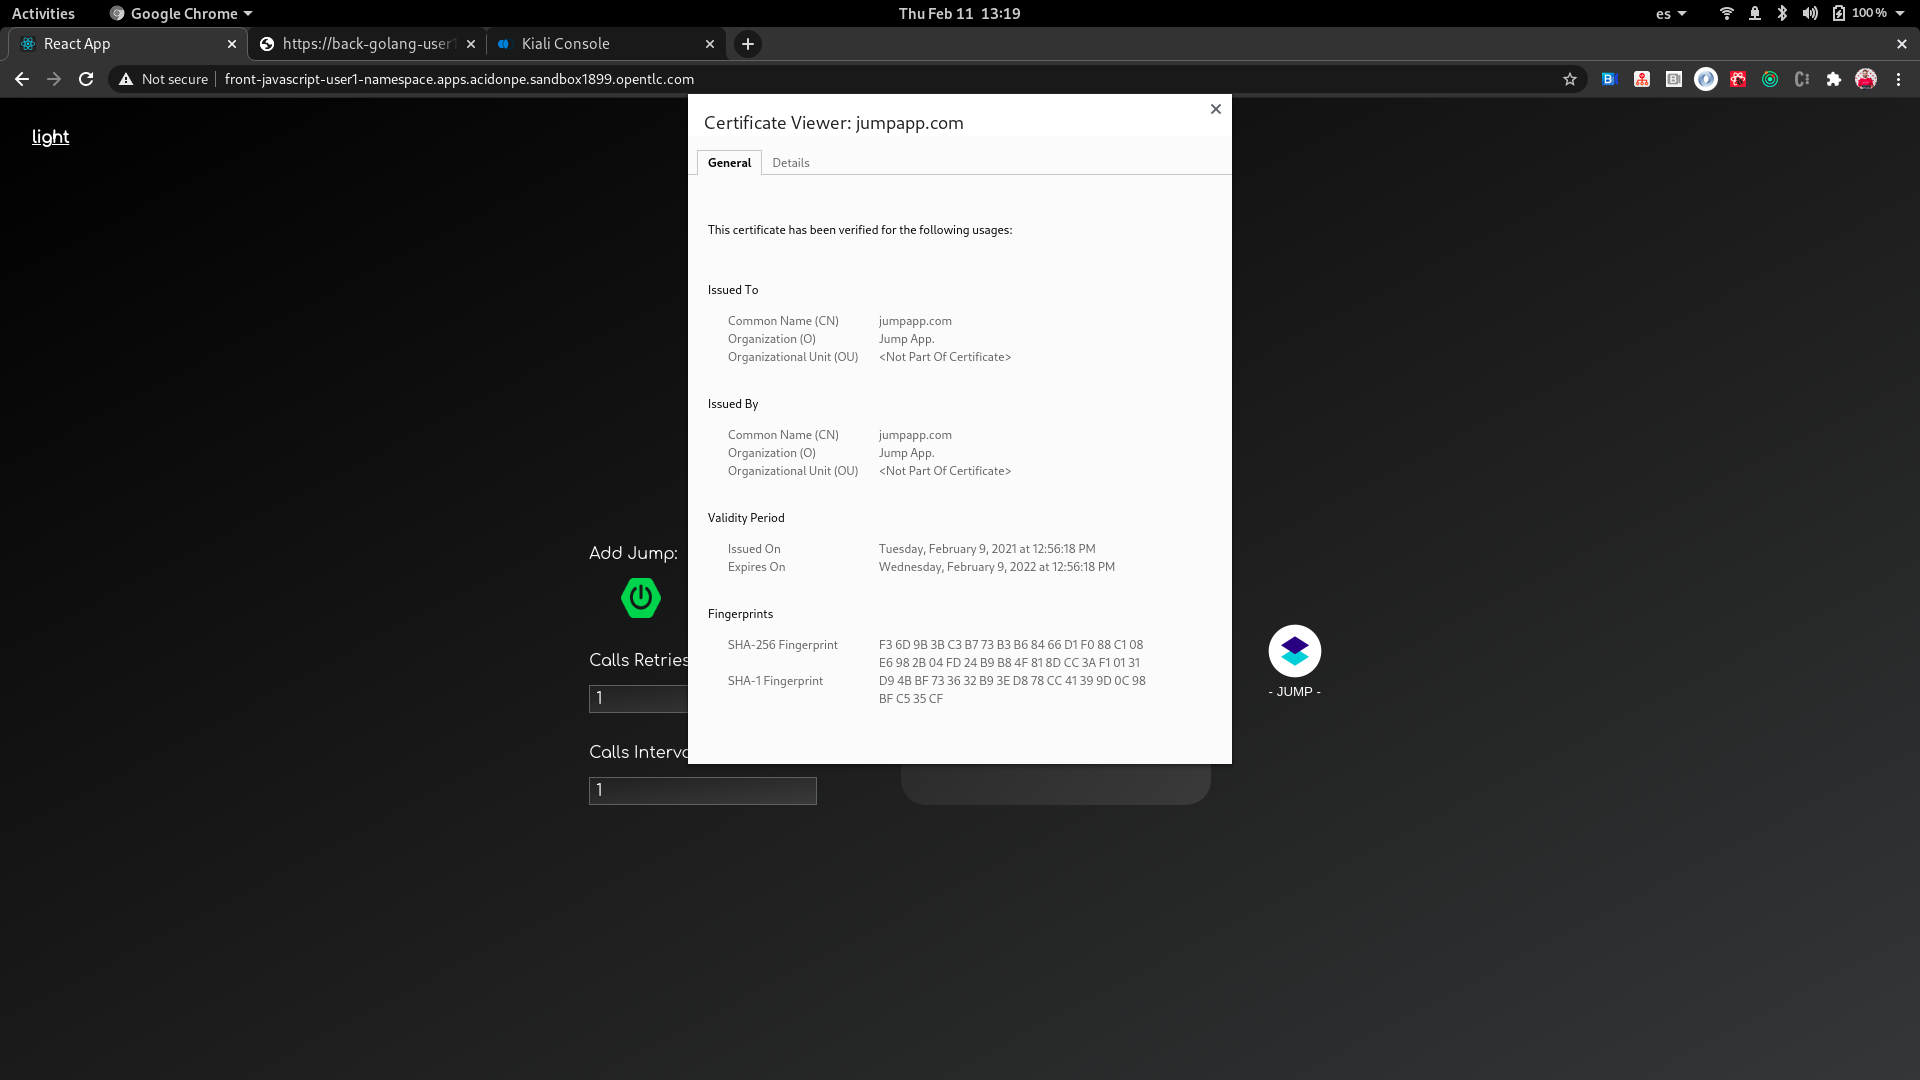 Activities
Google Chrome
Thu Feb 11 13:19
es
100 %
React App
https://back-golang-user1
Kiali Console
Not secure
front-javascript-user1-namespace.apps.acidonpe.sandbox1899.opentlc.com
light
Certificate Viewer: jumpapp.com
General
Details
This certificate has been verified for the following usages:
Issued To
Common Name (CN) jumpapp.com
Organization (O) Jump App.
Organizational Unit (OU) <Not Part Of Certificate>
Issued By
Common Name (CN) jumpapp.com
Organization (O) Jump App.
Organizational Unit (OU) <Not Part Of Certificate>
Validity Period
Issued On Tuesday, February 9, 2021 at 12:56:18 PM
Expires On Wednesday, February 9, 2022 at 12:56:18 PM
Fingerprints
SHA-256 Fingerprint F3 6D 9B 3B C3 B7 73 B3 B6 84 66 D1 F0 88 C1 08
E6 98 2B 04 FD 24 B9 B8 4F 81 8D CC 3A F1 01 31
SHA-1 Fingerprint D9 4B BF 73 36 32 B9 3E D8 78 CC 41 39 9D 0C 98
BF C5 35 CF
Add Jump:
Calls Retries
1
Calls Interva
1
- JUMP -